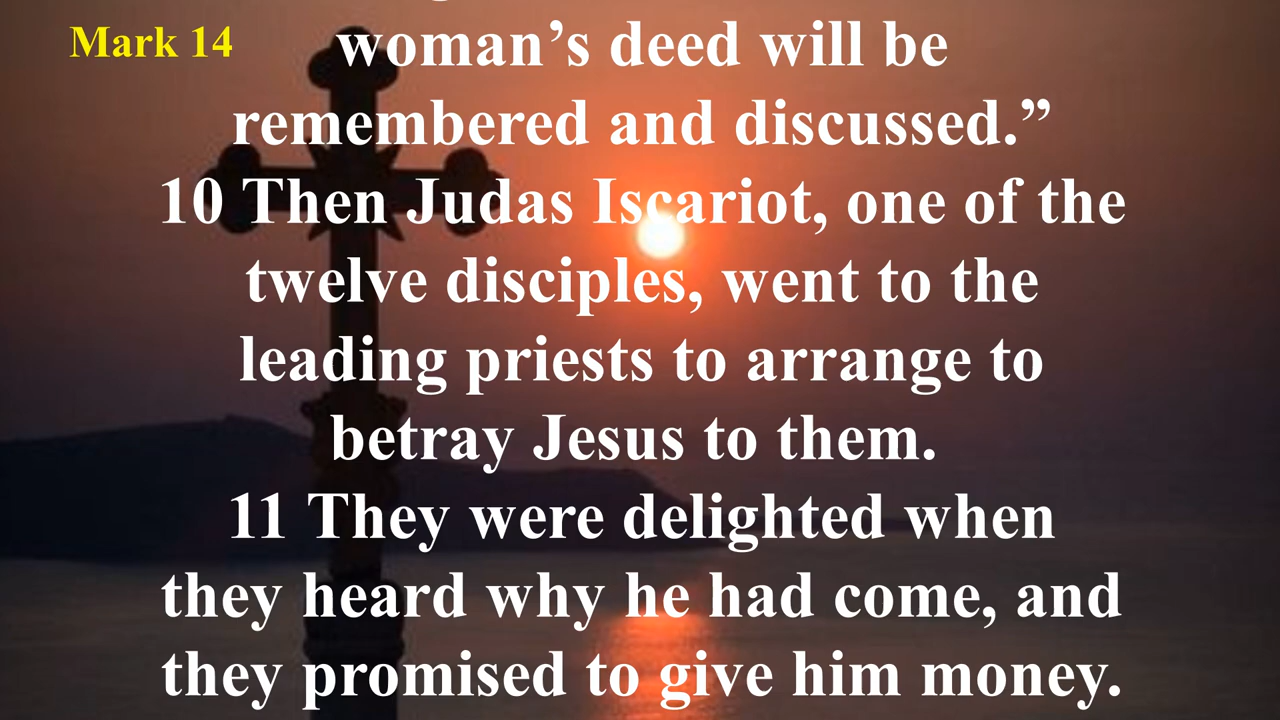 Mark 14
woman’s deed will be
remembered and discussed.”
10 Then Judas Iscariot, one of the
twelve disciples, went to the
leading priests to arrange to
betray Jesus to them.
11 They were delighted when
they heard why he had come, and
they promised to give him money.